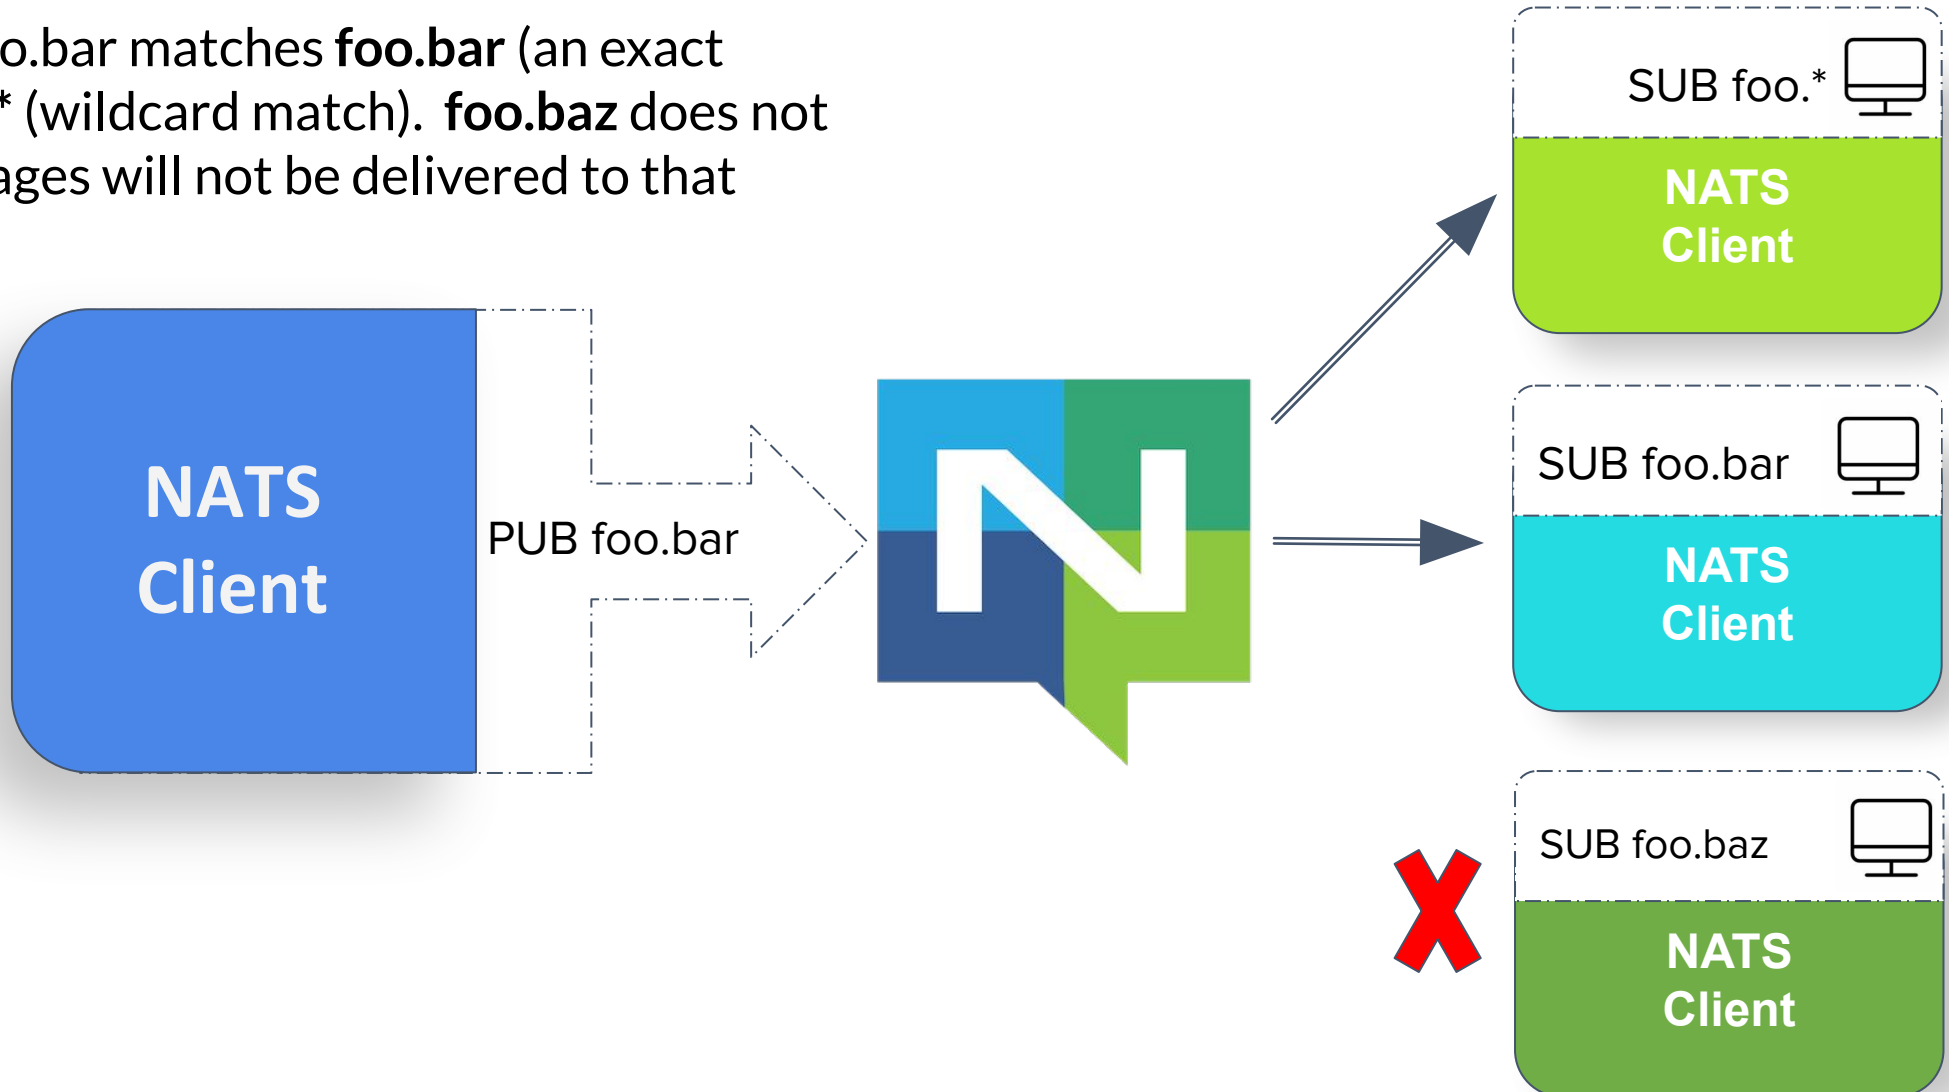 o.bar matches foo.bar (an exact
* (wildcard match). foo.baz does not
ages will not be delivered to that
SUB foo.*
NATS
Client
NATS
Client
PUB foo.bar
SUB foo.bar
NATS
Client
SUB foo.baz
NATS
Client